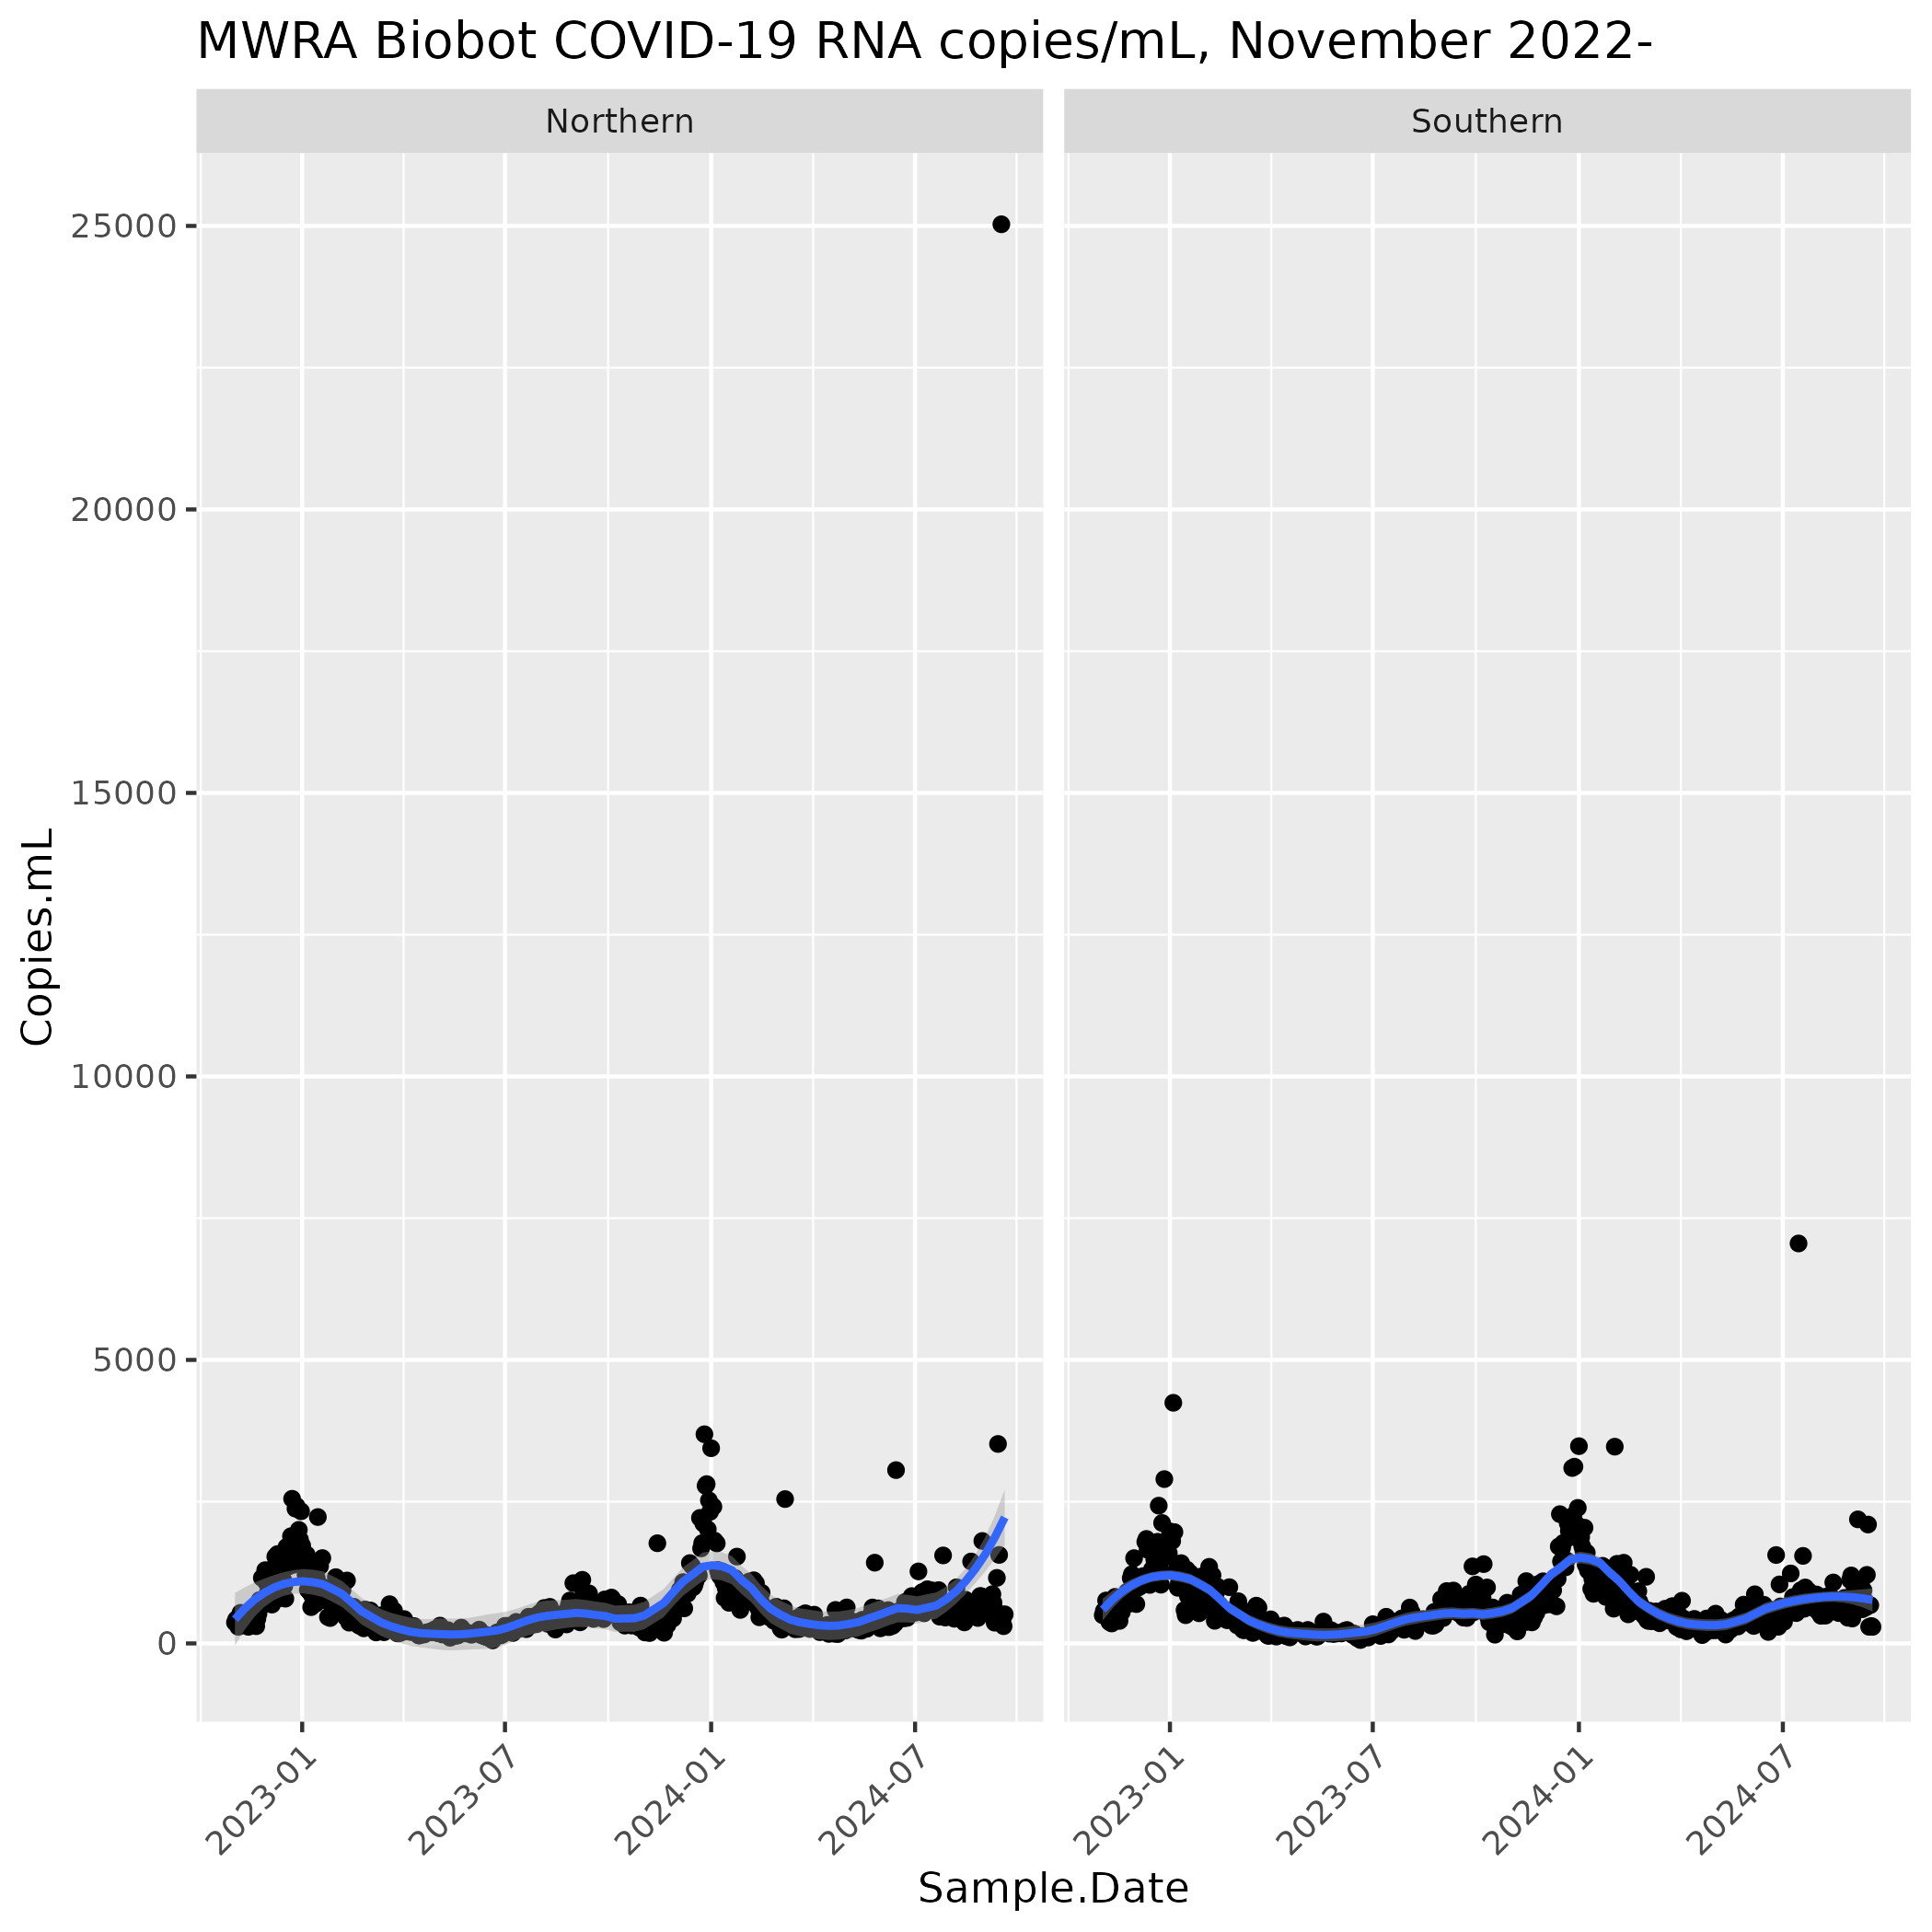 MWRA Biobot COVID-19 RNA copies/mL, November 2022-
Northern
Southern
25000
20000
15000
10000
5000
0
Copies.mL
2023-01
2023-07
2024-01
2024-07
2023-01
2023-07
2024-01
2024-07
Sample.Date